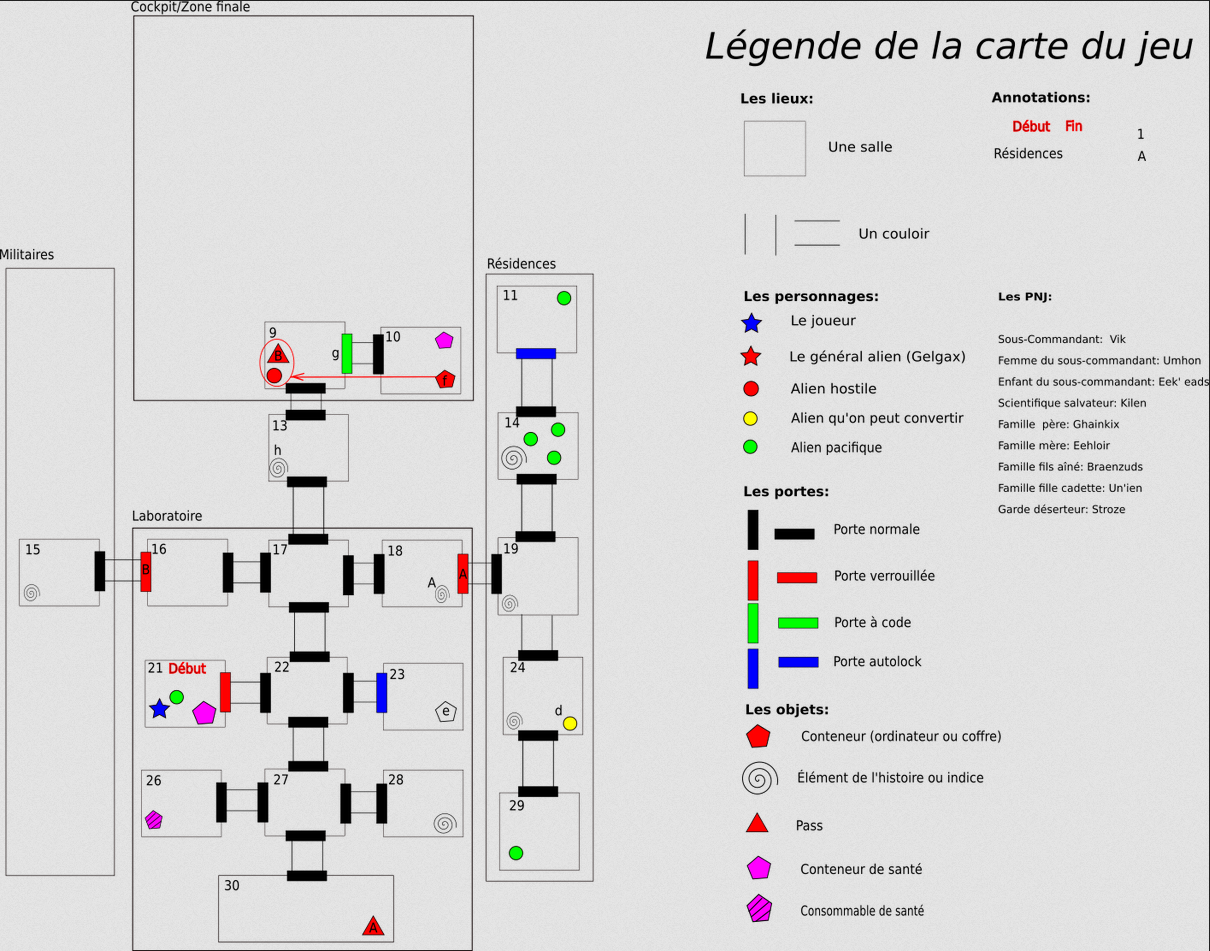 Cockpit/Zone finale
Légende de la carte du jeu
Les lieux:
Annotations:
Début Fin
1
Une salle
Résidences
A
Un couloir
Militaires
Résidences
Les personnages:
Les PNJ:
11
Le joueur
9
10
B
g
f
Sous-Commandant: Vik
Le général alien (Gelgax)
Femme du sous-commandant: Umhon
Alien hostile
Enfant du sous-commandant: Eek' eads
Scientifique salvateur: Kilen
Alien qu'on peut convertir
Famille père: Ghainkix
Alien pacifique
Famille mère: Eehloir
Famille fils aîné: Braenzuds
Famille fille cadette: Un'ien
Garde déserteur: Stroze
13
h
14
Les portes:
Porte normale
Laboratoire
15
16
17
18
19
B
A
A
Porte verrouillée
Porte à code
Porte autolock
21 Début
22
23
24
e
d
Les objets:
Conteneur (ordinateur ou coffre)
Élément de l'histoire ou indice
26
27
28
29
Pass
Conteneur de santé
30
A
Consommable de santé